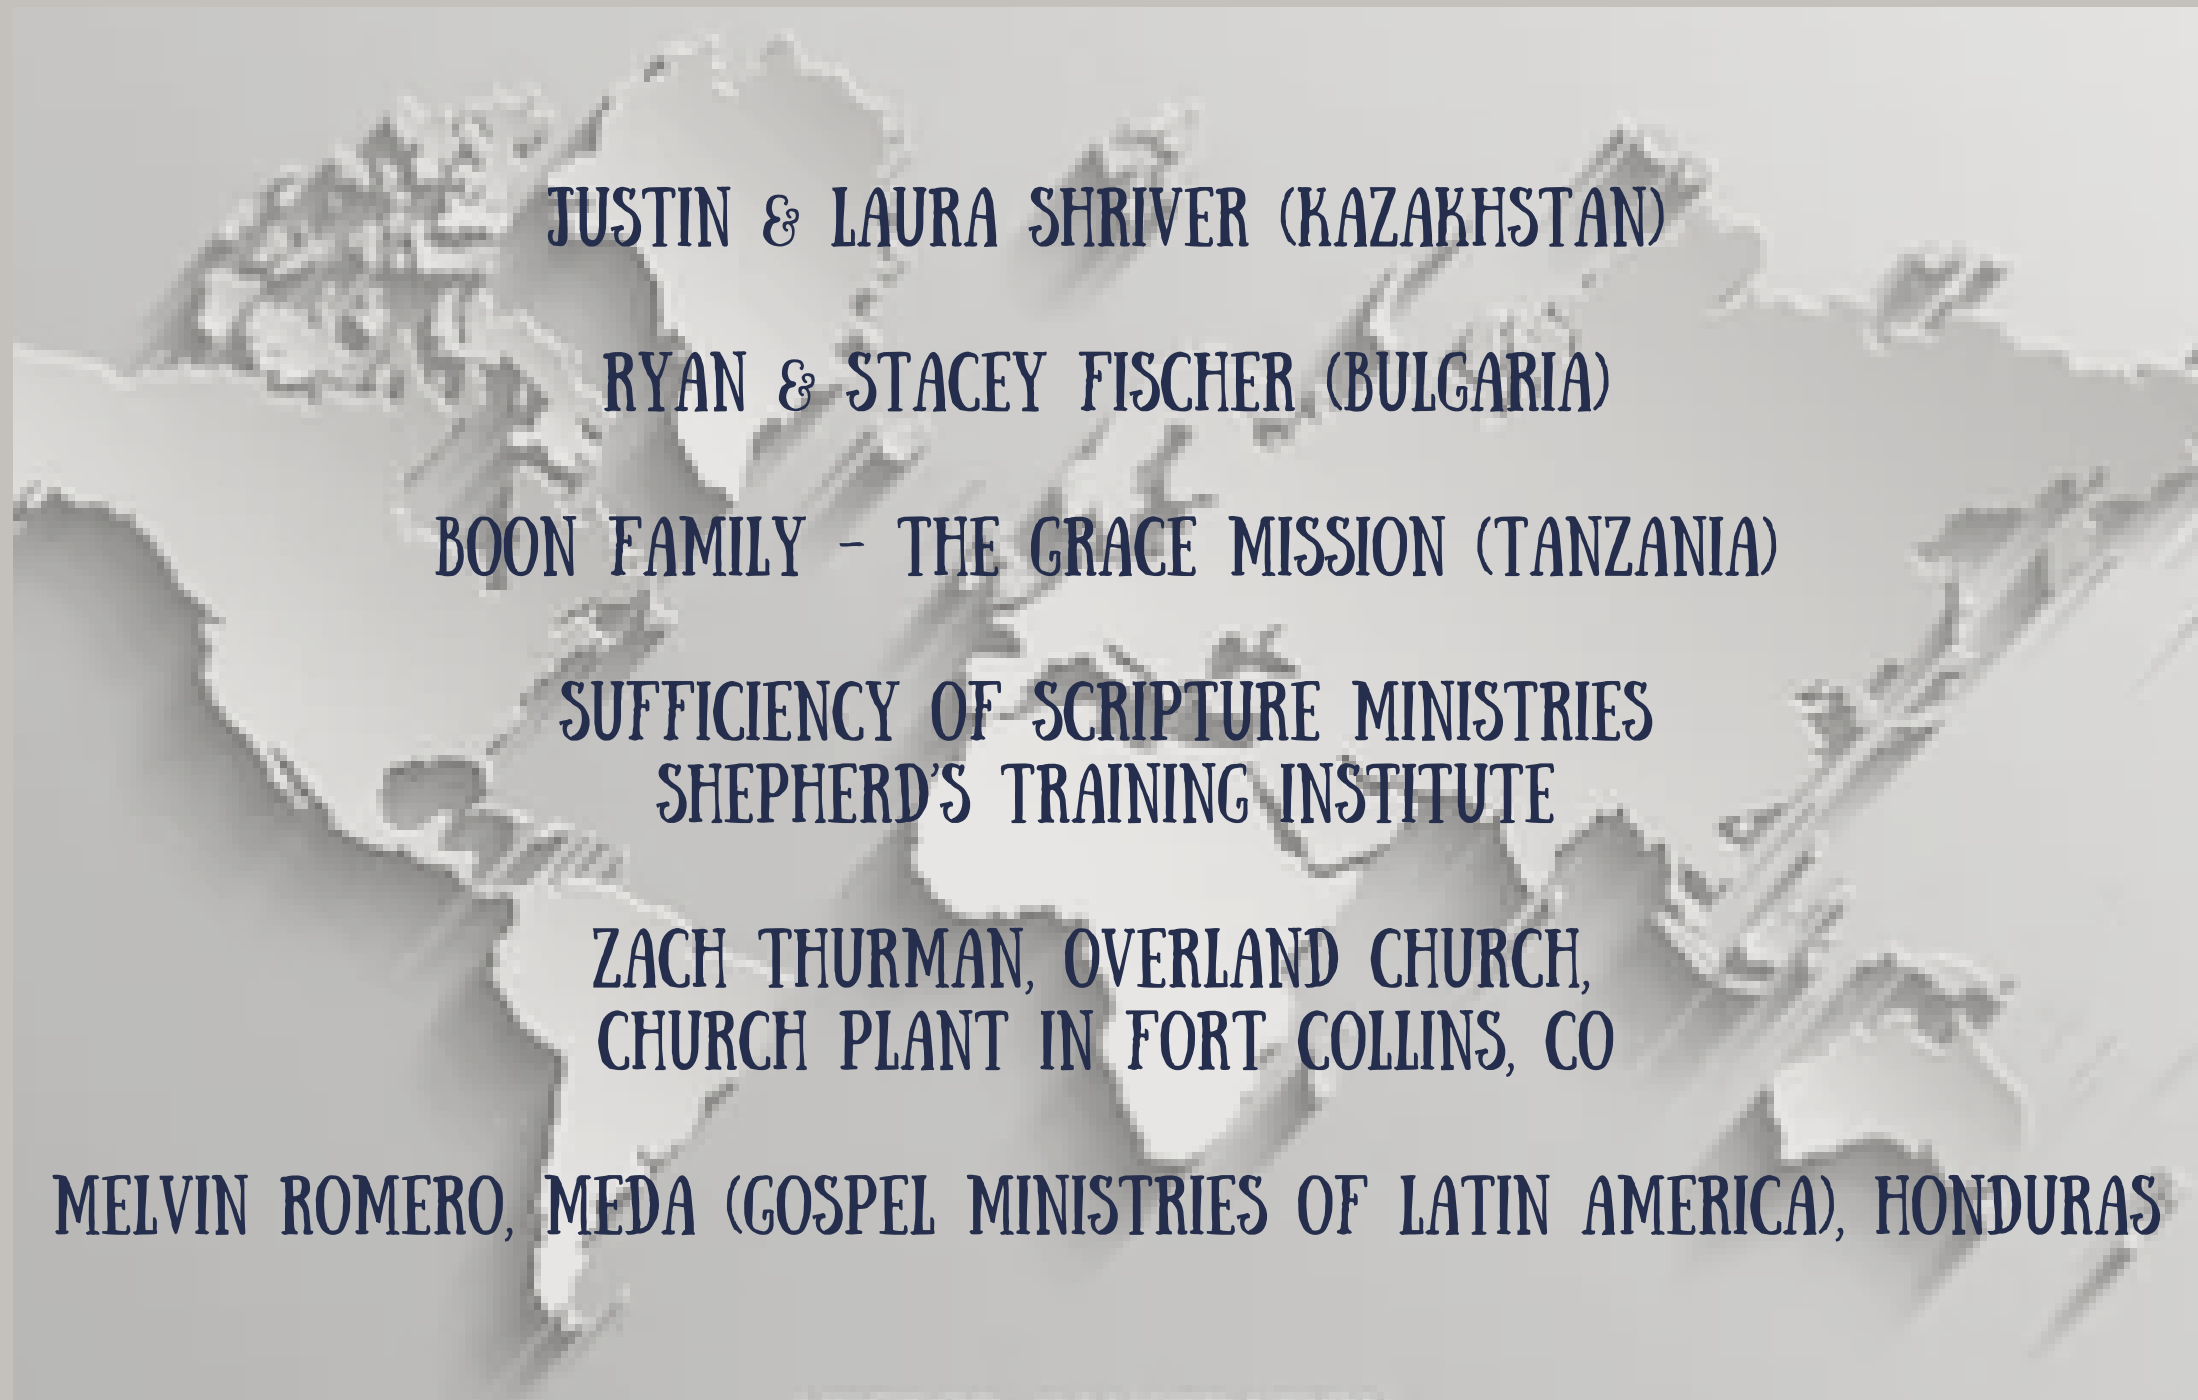 JUSTIN & LAURA SHRIVER (KAZAKHSTAN)
RYAN & STACEY FISCHER (BULGARIA)
BOON FAMILY - THE GRACE MISSION (TANZANIA)
SUFFICIENCY OF SCRIPTURE MINISTRIES
SHEPHERD'S TRAINING INSTITUTE
ZACH THURMAN, OVERLAND CHURCH,
CHURCH PLANT IN FORT COLLINS, CO
MELVIN ROMERO, MEDA (GOSPEL MINISTRIES OF LATIN AMERICA), HONDURAS